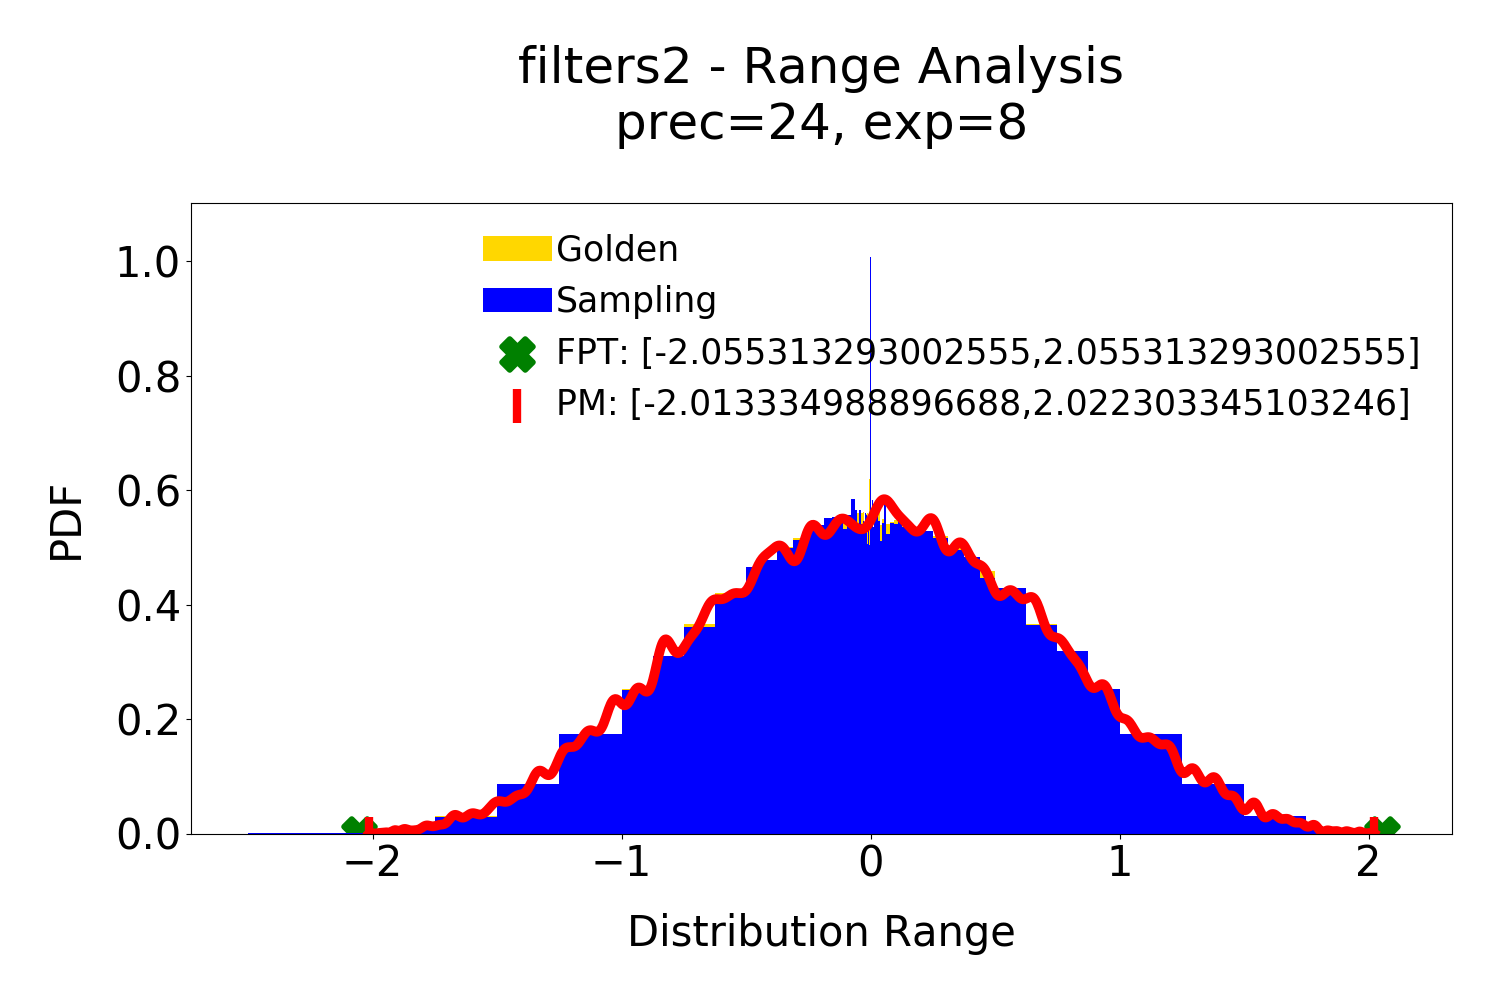 filters2 - Range Analysis
prec=24, exp=8
Golden
Sampling
FPT: [-2.055313293002555,2.055313293002555]
PM: [-2.013334988896688,2.022303345103246]
PDF
1.0
0.8
0.6
0.4
0.2
0.0
−2
−1
0
1
2
Distribution Range